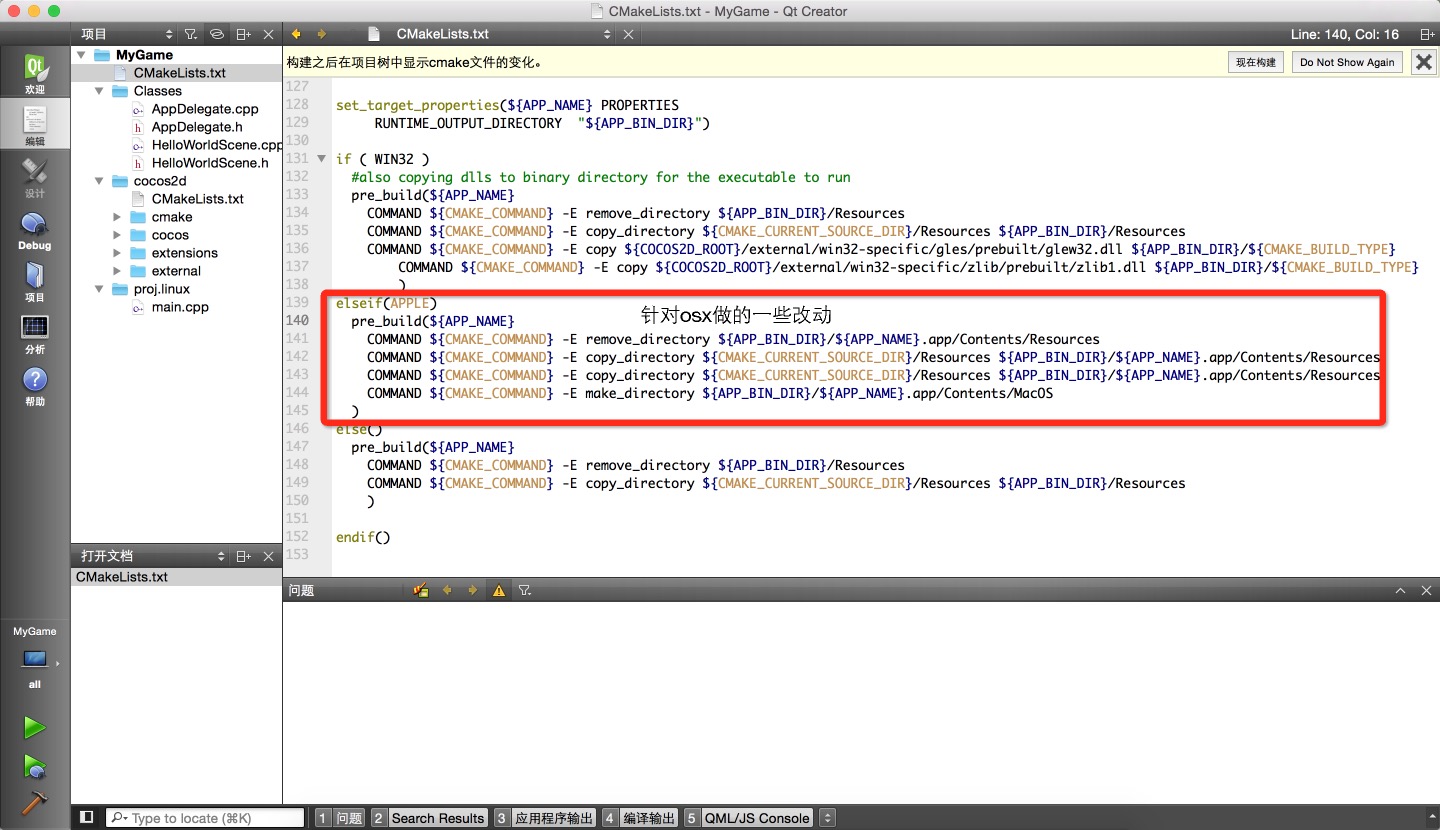 CMakeLists.txt - MyGame - Qt Creator
项目
CMakeLists.txt
Line: 140, Col: 16
欢迎
编辑
设计
Debug
项目
分析
帮助
MyGame
all
MyGame
CMakeLists.txt
Classes
AppDelegate.cpp
AppDelegate.h
HelloWorldScene.cpp
HelloWorldScene.h
cocos2d
CMakeLists.txt
cmake
cocos
extensions
external
proj.linux
main.cpp
打开文档
CMakeLists.txt
构建之后在项目树中显示cmake文件的变化。
现在构建
Do Not Show Again
127
128 set_target_properties(${APP_NAME} PROPERTIES
129 RUNTIME_OUTPUT_DIRECTORY  "${APP_BIN_DIR}")
130
131 if ( WIN32 )
132 #also copying dlls to binary directory for the executable to run
133 pre_build(${APP_NAME}
134 COMMAND ${CMAKE_COMMAND} -E remove_directory ${APP_BIN_DIR}/Resources
135 COMMAND ${CMAKE_COMMAND} -E copy_directory ${CMAKE_CURRENT_SOURCE_DIR}/Resources ${APP_BIN_DIR}/Resources
136 COMMAND ${CMAKE_COMMAND} -E copy ${COCOS2D_ROOT}/external/win32-specific/gles/prebuilt/glew32.dll ${APP_BIN_DIR}/${CMAKE_BUILD_TYPE}
137 COMMAND ${CMAKE_COMMAND} -E copy ${COCOS2D_ROOT}/external/win32-specific/zlib/prebuilt/zlib1.dll ${APP_BIN_DIR}/${CMAKE_BUILD_TYPE}
138 )
139 elseif(APPLE)
针对osx做的一些改动
140 pre_build(${APP_NAME}
141 COMMAND ${CMAKE_COMMAND} -E remove_directory ${APP_BIN_DIR}/${APP_NAME}.app/Contents/Resources
142 COMMAND ${CMAKE_COMMAND} -E copy_directory ${CMAKE_CURRENT_SOURCE_DIR}/Resources ${APP_BIN_DIR}/${APP_NAME}.app/Contents/Resources
143 COMMAND ${CMAKE_COMMAND} -E copy_directory ${CMAKE_CURRENT_SOURCE_DIR}/Resources ${APP_BIN_DIR}/${APP_NAME}.app/Contents/Resources
144 COMMAND ${CMAKE_COMMAND} -E make_directory ${APP_BIN_DIR}/${APP_NAME}.app/Contents/MacOS
145 )
146 else()
147 pre_build(${APP_NAME}
148 COMMAND ${CMAKE_COMMAND} -E remove_directory ${APP_BIN_DIR}/Resources
149 COMMAND ${CMAKE_COMMAND} -E copy_directory ${CMAKE_CURRENT_SOURCE_DIR}/Resources ${APP_BIN_DIR}/Resources
150 )
151
152 endif()
153
问题
Type to locate (⌘K)
1 问题
2 Search Results
3 应用程序输出
4 编译输出
5 QML/JS Console